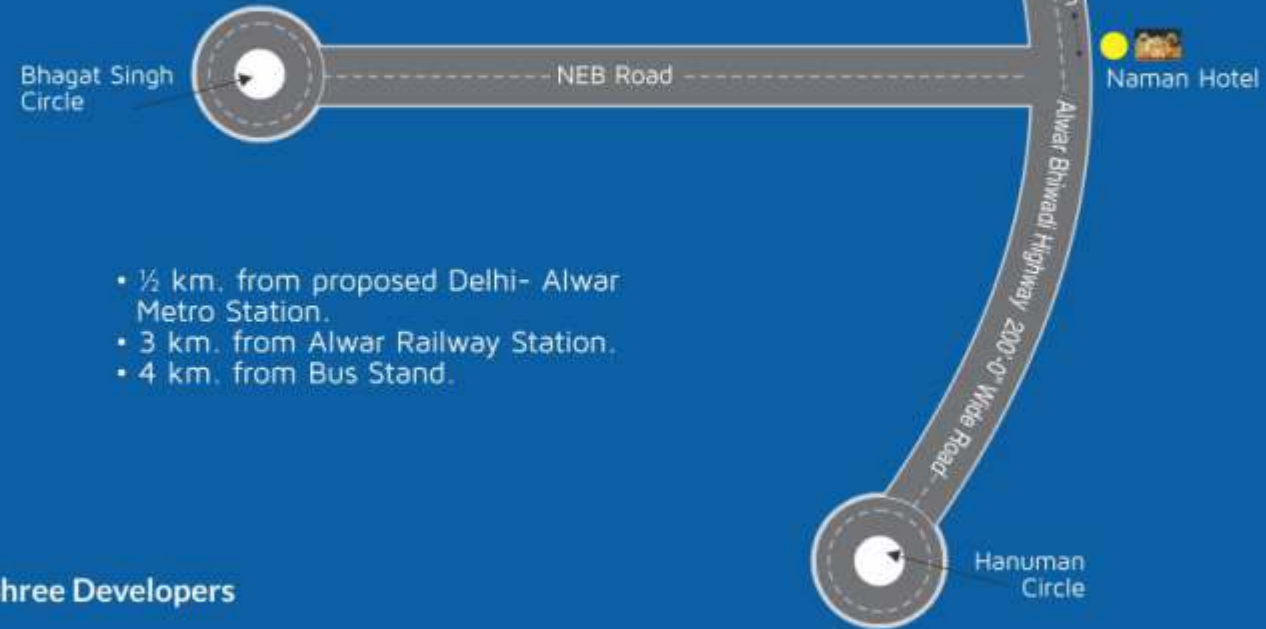 Bhagat Singh
Circle
NEB Road
Naman Hotel
Alwar Bhiwadi Highway 200'-0" Wide Road
• ½ km. from proposed Delhi- Alwar
Metro Station.
• 3 km. from Alwar Railway Station.
• 4 km. from Bus Stand.
Hanuman
Circle
Developers